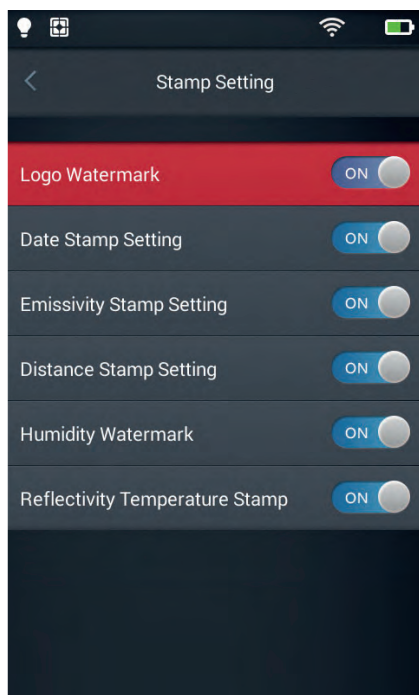 Stamp Setting
Logo Watermark ON
Date Stamp Setting ON
Emissivity Stamp Setting ON
Distance Stamp Setting ON
Humidity Watermark ON
Reflectivity Temperature Stamp ON